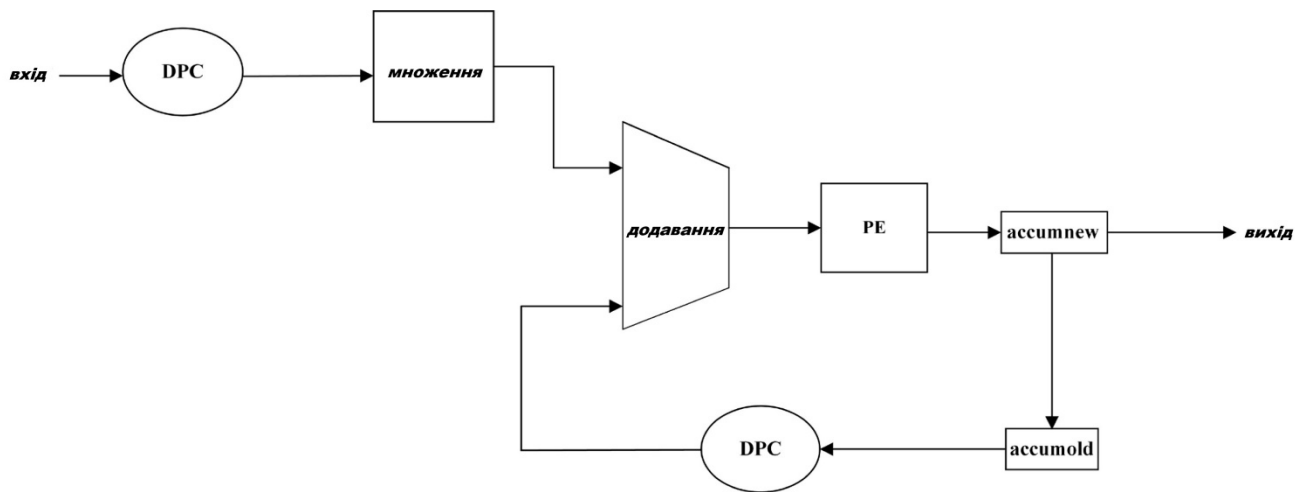 вхід
DPC
множення
додавання
PE
accumnew
вихід
DPC
accumold